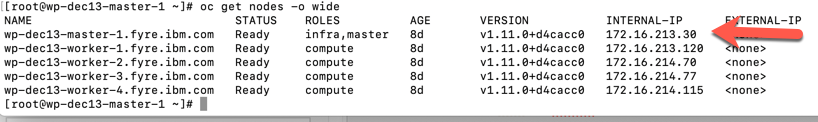 [root@wp-dec13-master-1 ~]# oc get nodes -o wide
NAME STATUS ROLES AGE VERSION INTERNAL-IP EXTERNAL-IP
wp-dec13-master-1.fyre.ibm.com Ready infra,master 8d v1.11.0+d4cacc0 172.16.213.30
wp-dec13-worker-1.fyre.ibm.com Ready compute 8d v1.11.0+d4cacc0 172.16.213.120 <none>
wp-dec13-worker-2.fyre.ibm.com Ready compute 8d v1.11.0+d4cacc0 172.16.214.70 <none>
wp-dec13-worker-3.fyre.ibm.com Ready compute 8d v1.11.0+d4cacc0 172.16.214.77 <none>
wp-dec13-worker-4.fyre.ibm.com Ready compute 8d v1.11.0+d4cacc0 172.16.214.115 <none>
[root@wp-dec13-master-1 ~]#